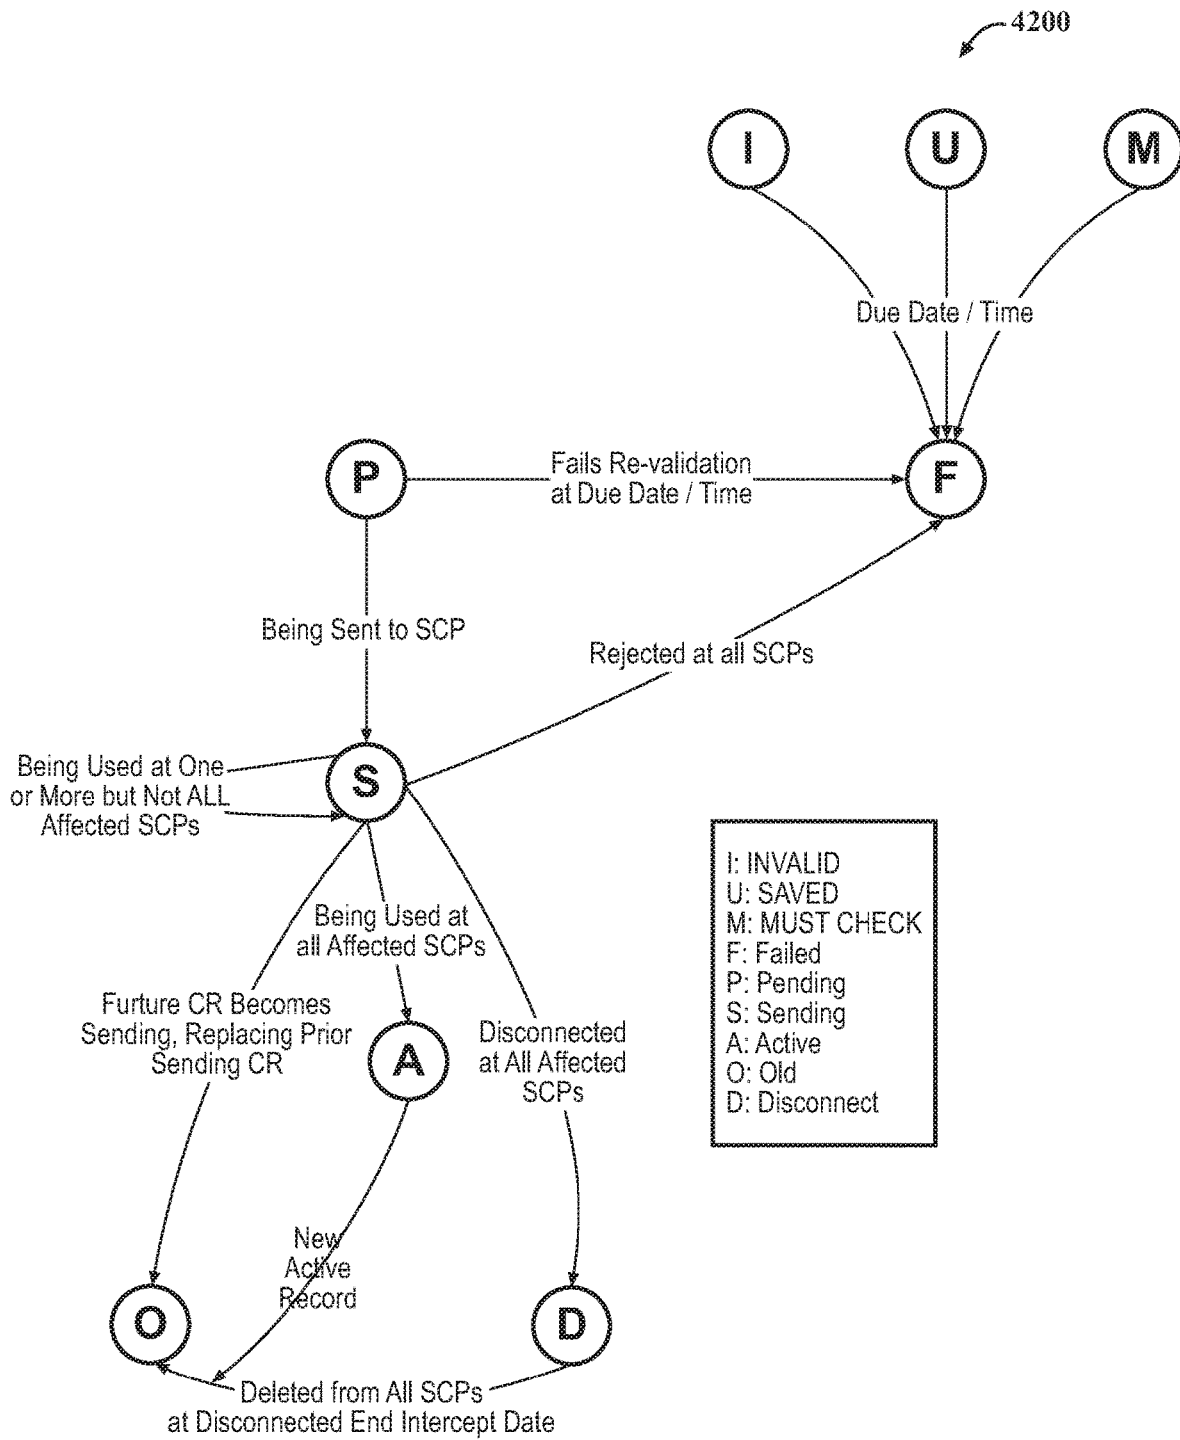 4200
I
U
M
Due Date / Time
P
Fails Re-validation
at Due Date / Time
F
Being Sent to SCP
Rejected at all SCPs
Being Used at One
or More but Not ALL
Affected SCPs
S
Being Used at
all Affected SCPs
Furture CR Becomes
Sending, Replacing Prior
Sending CR
A
Disconnected
at All Affected
SCPs
I: INVALID
U: SAVED
M: MUST CHECK
F: Failed
P: Pending
S: Sending
A: Active
O: Old
D: Disconnect
New
Active
Record
O
D
Deleted from All SCPs
at Disconnected End Intercept Date